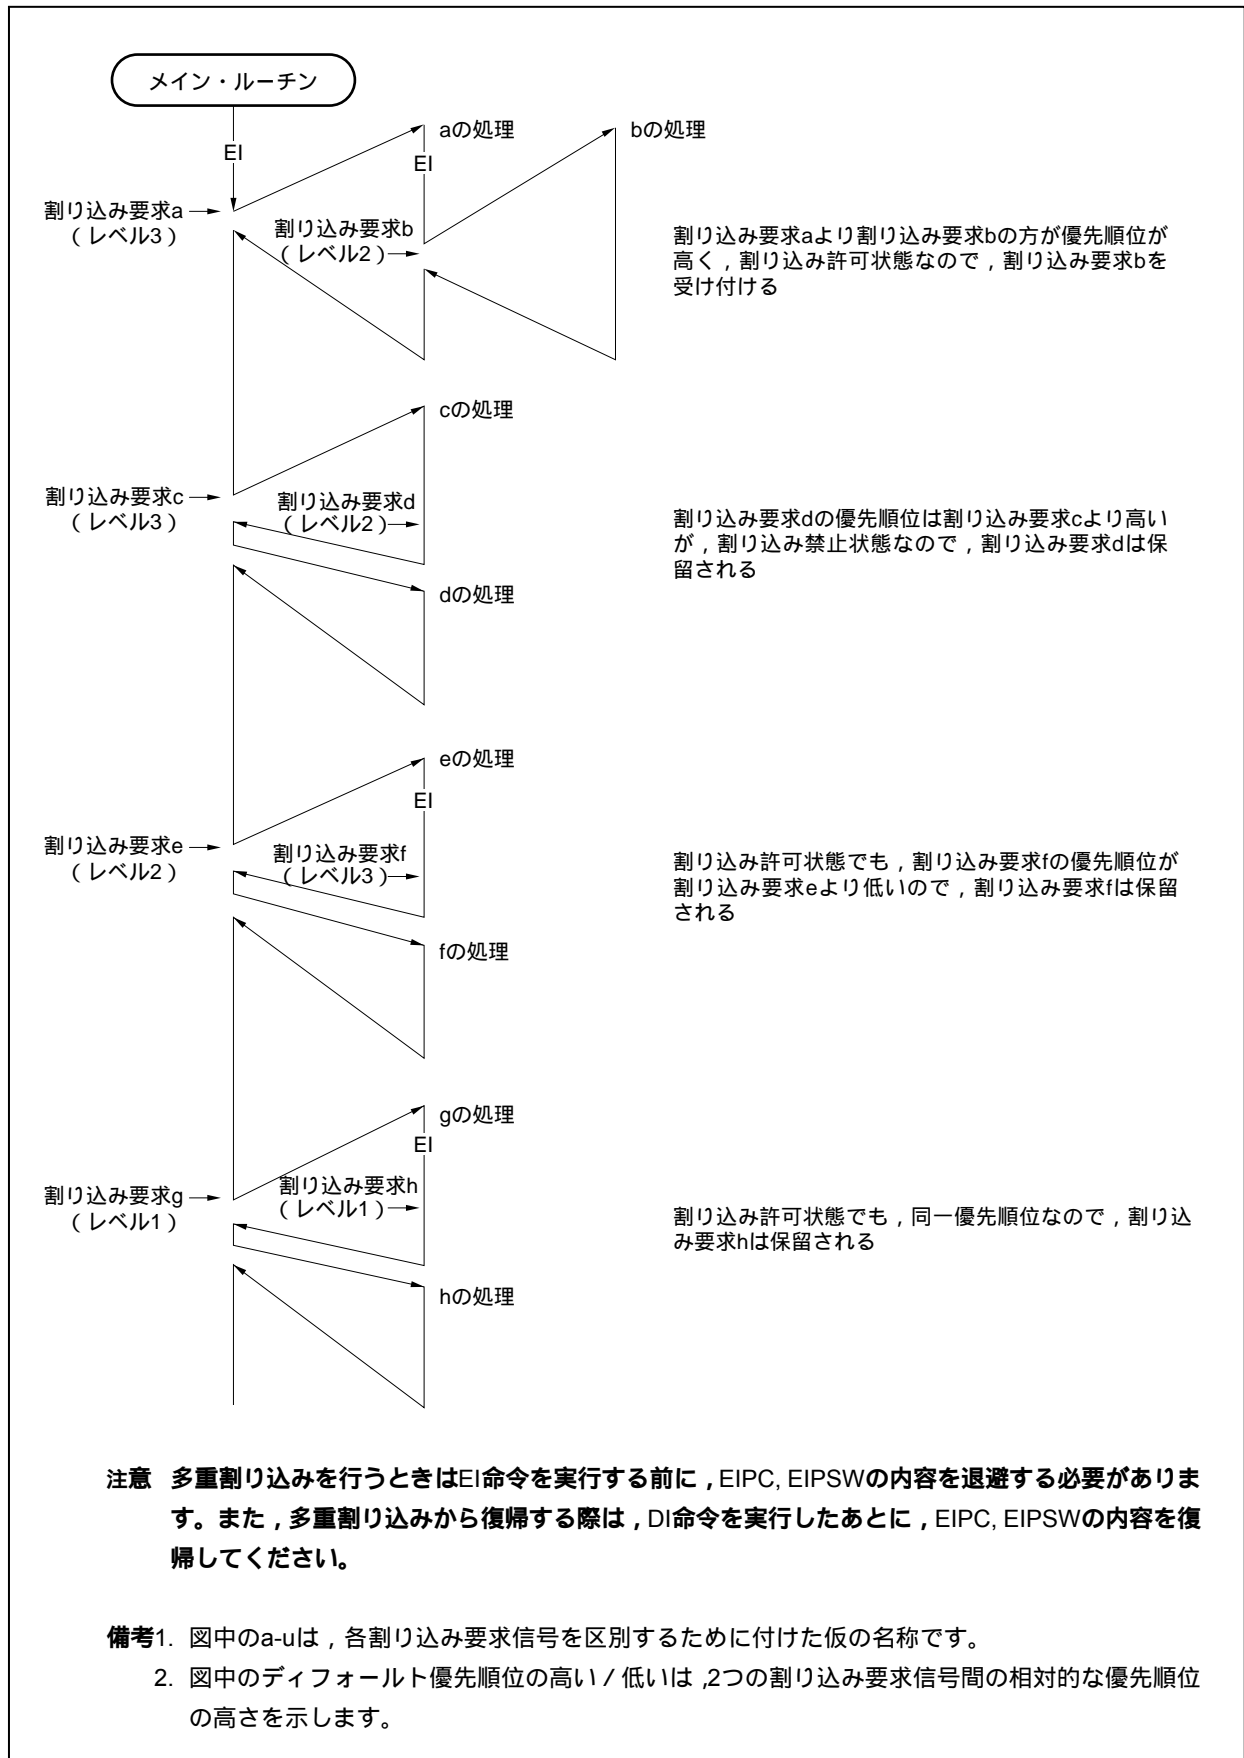 メイン・ルーチン
EI
aの処理
EI
bの処理
割り込み要求a
（レベル3）
割り込み要求b
（レベル2）
割り込み要求aより割り込み要求bの方が優先順位が
高く，割り込み許可状態なので，割り込み要求bを
受け付ける
cの処理
割り込み要求c
（レベル3）
割り込み要求d
（レベル2）
割り込み要求dの優先順位は割り込み要求cより高い
が，割り込み禁止状態なので，割り込み要求dは保
留される
dの処理
eの処理
EI
割り込み要求e
（レベル2）
割り込み要求f
（レベル3）
割り込み許可状態でも，割り込み要求fの優先順位が
割り込み要求eより低いので，割り込み要求fは保留
される
fの処理
gの処理
EI
割り込み要求g
（レベル1）
割り込み要求h
（レベル1）
割り込み許可状態でも，同一優先順位なので，割り込
み要求hは保留される
hの処理
注意 多重割り込みを行うときはEI命令を実行する前に，EIPC, EIPSWの内容を退避する必要がありま
す。また，多重割り込みから復帰する際は，DI命令を実行したあとに，EIPC, EIPSWの内容を復
帰してください。
備考1. 図中のa-uは，各割り込み要求信号を区別するために付けた仮の名称です。
2. 図中のディフォールト優先順位の高い／低いは，2つの割り込み要求信号間の相対的な優先順位
の高さを示します。